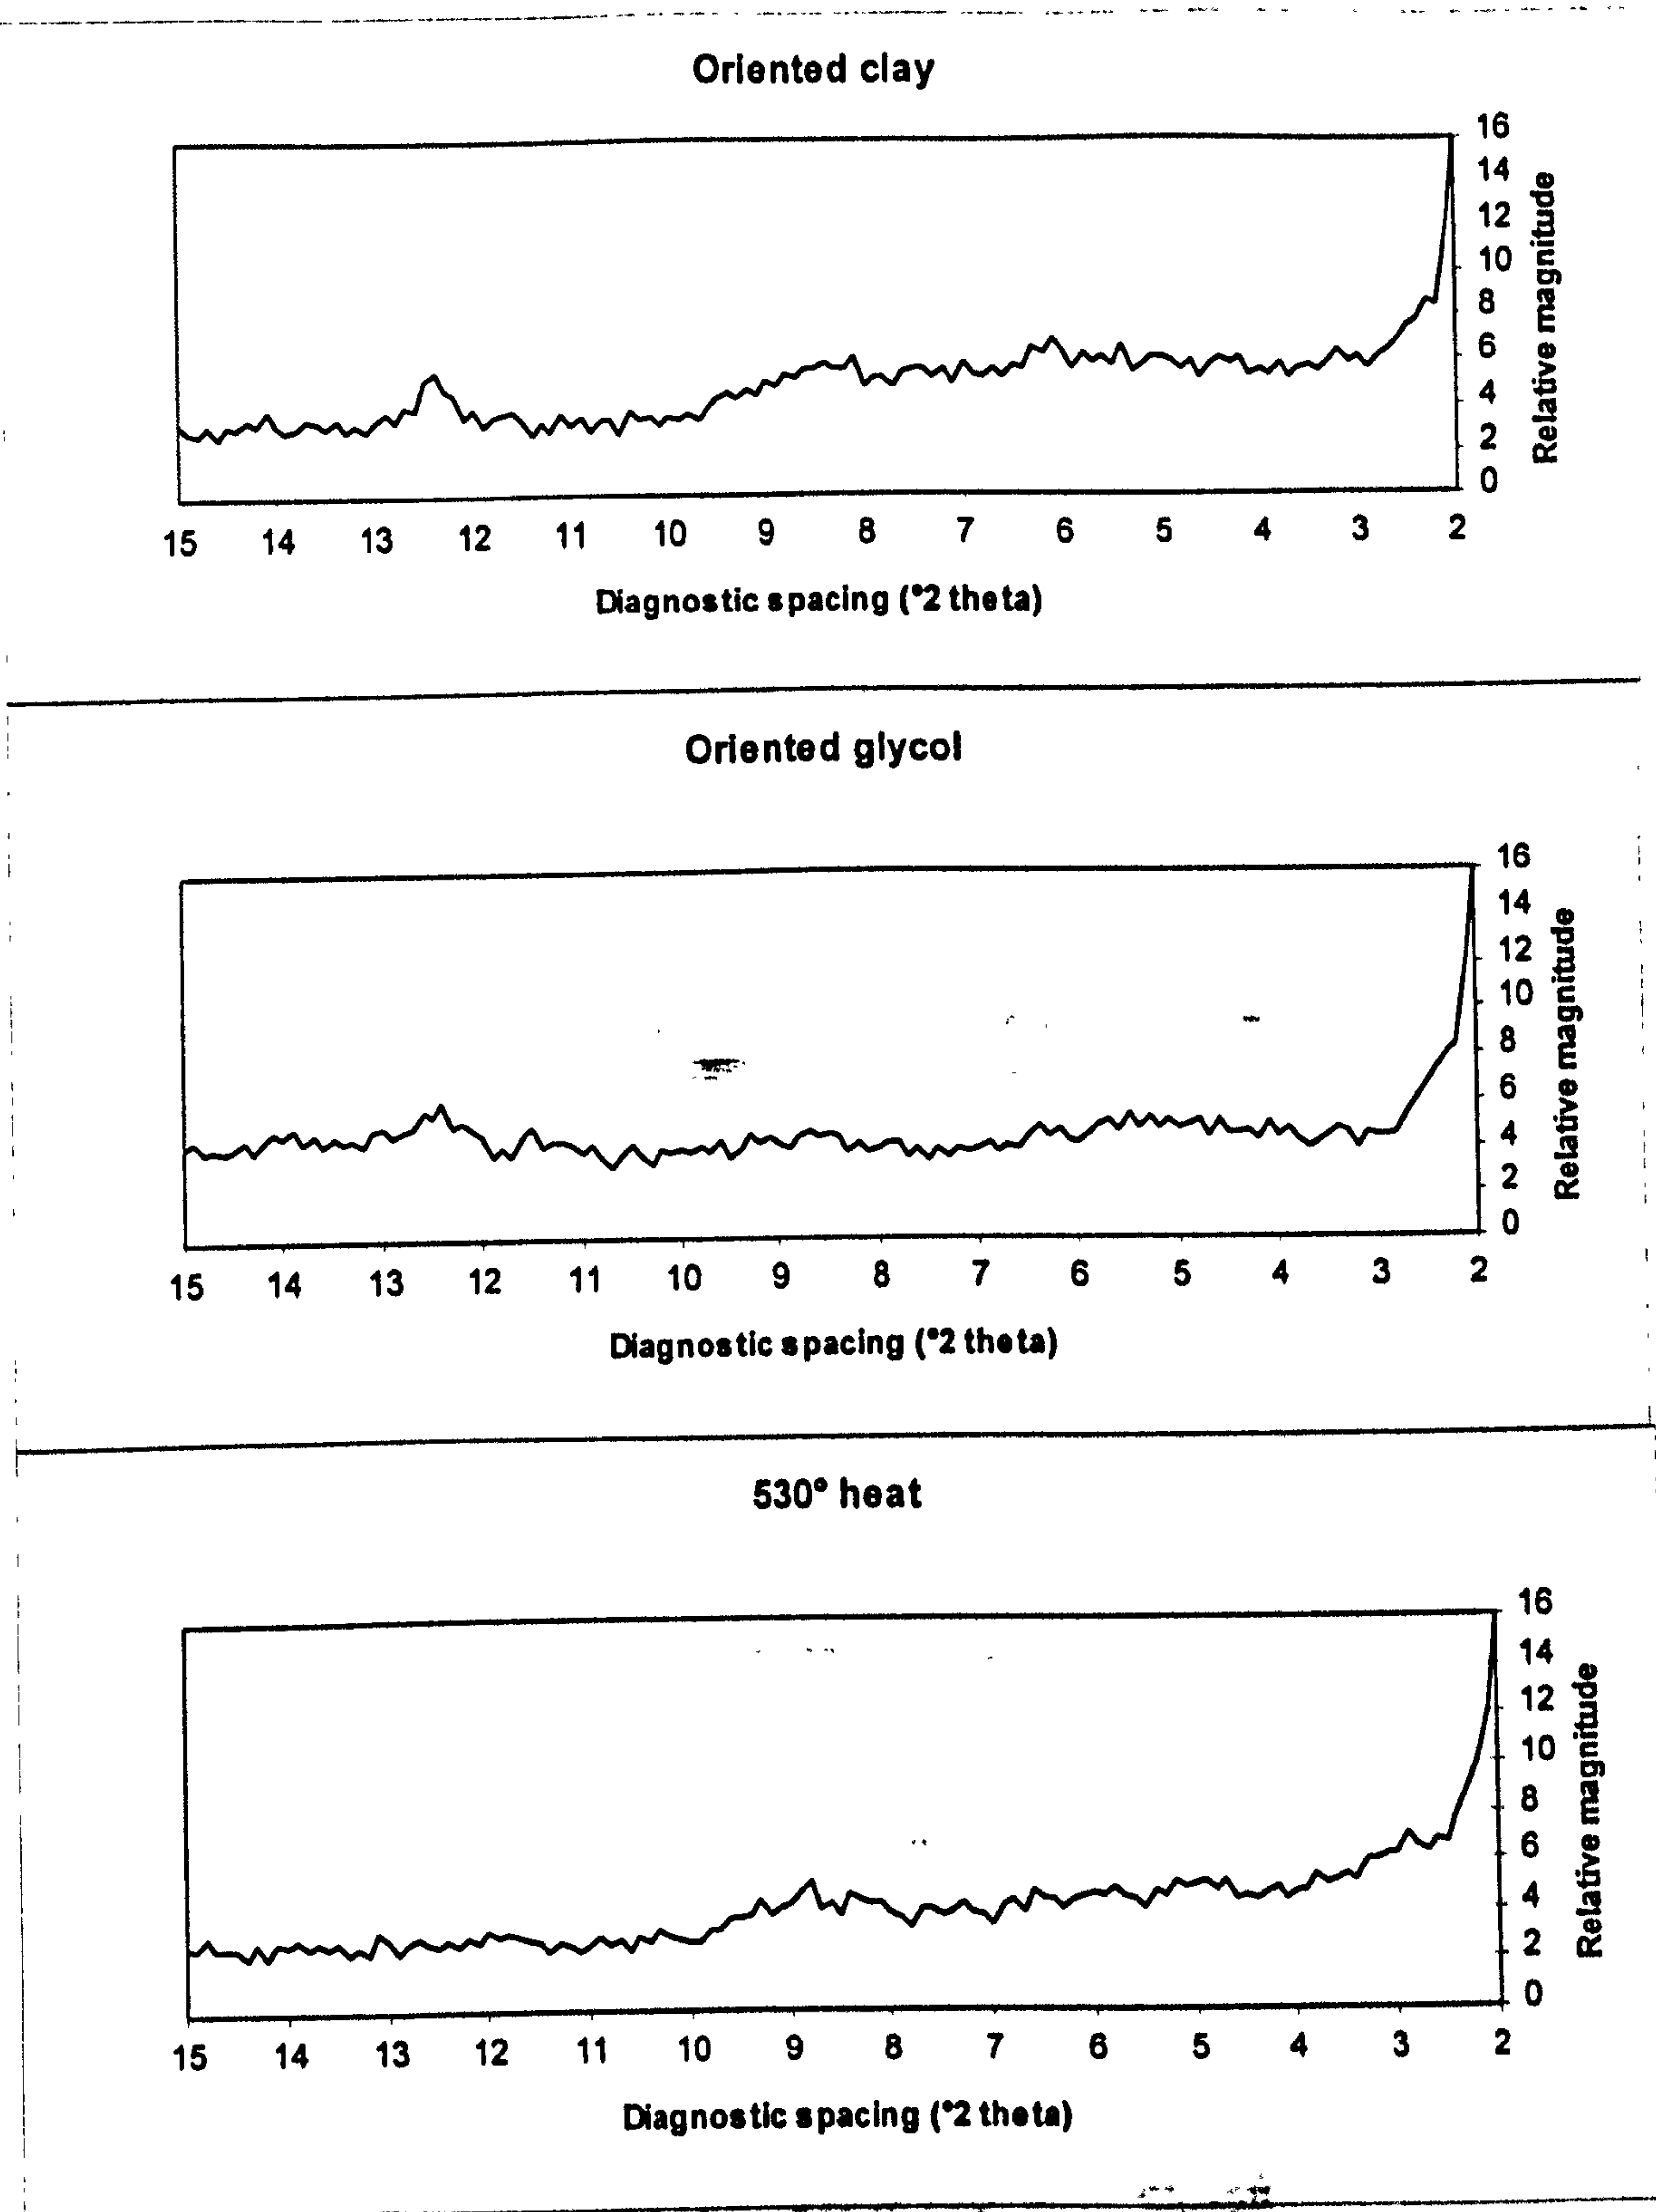 Oriented clay
16
14
12
10
8
6
4
2
0
Relative magnitude
15 14 13 12 11 10 9 8 7 6 5 4 3 2
Diagnostic spacing (°2 theta)
Oriented glycol
16
14
12
10
8
6
4
2
0
Relative magnitude
15 14 13 12 11 10 9 8 7 6 5 4 3 2
Diagnostic spacing (°2 theta)
530° heat
16
14
12
10
8
6
4
2
0
Relative magnitude
15 14 13 12 11 10 9 8 7 6 5 4 3 2
Diagnostic spacing (°2 theta)